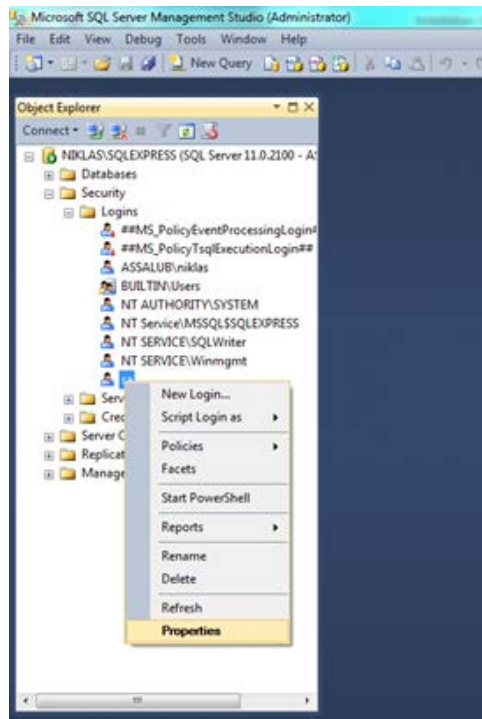 Microsoft SQL Server Management Studio (Administrator)
File Edit View Debug Tools Window Help
New Query
Object Explorer
Connect
NIKLAS\SQLEXPRESS (SQL Server 11.0.2100 - A
Databases
Security
Logins
##MS_PolicyEventProcessingLogin#
##MS_PolicyTsqlExecutionLogin##
ASSALUB\niklas
BUILTIN\Users
NT AUTHORITY\SYSTEM
NT Service\MSSQL$SQLEXPRESS
NT SERVICE\SQLWriter
NT SERVICE\Winmgmt
Serv
Cred
Server O
Replicat
Manage
New Login...
Script Login as
Policies
Facets
Start PowerShell
Reports
Rename
Delete
Refresh
Properties